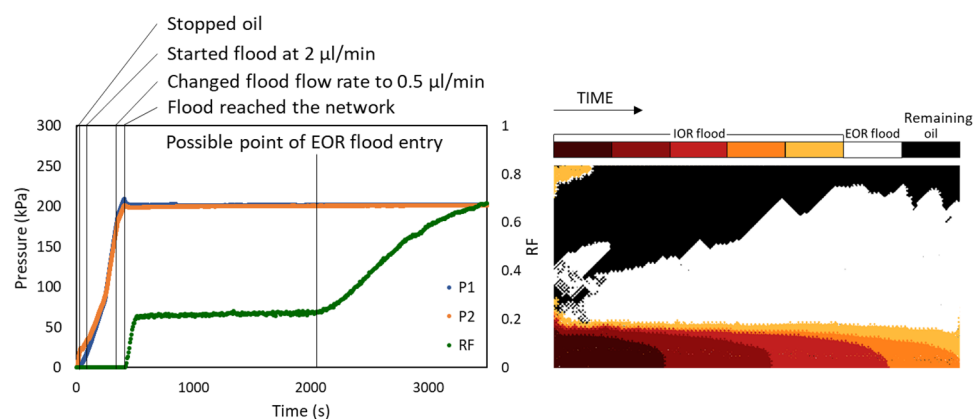 Stopped oil
Started flood at 2 µl/min
Changed flood flow rate to 0.5 µl/min
Flood reached the network
Possible point of EOR flood entry
300
250
200
150
100
50
0
Pressure (kPa)
0
1000
2000
3000
Time (s)
P1
P2
RF
1
0.8
0.6
0.4
0.2
0
RF
TIME
IOR flood
EOR flood
Remaining
oil